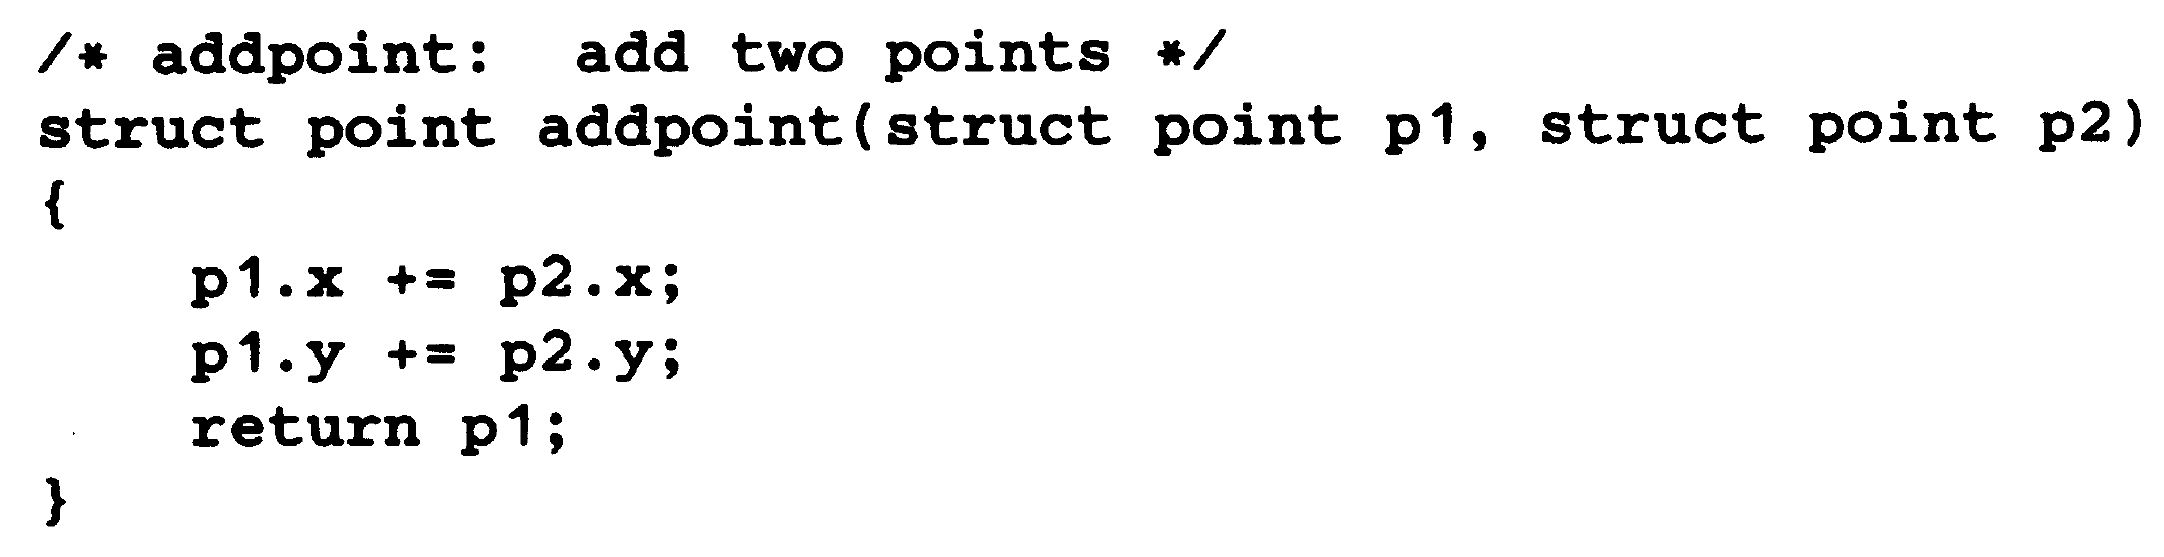 /* addpoint:  add two points */
struct point addpoint(struct point p1, struct point p2)
{
    p1.x += p2.x;
    p1.y += p2.y;
    return p1;
}